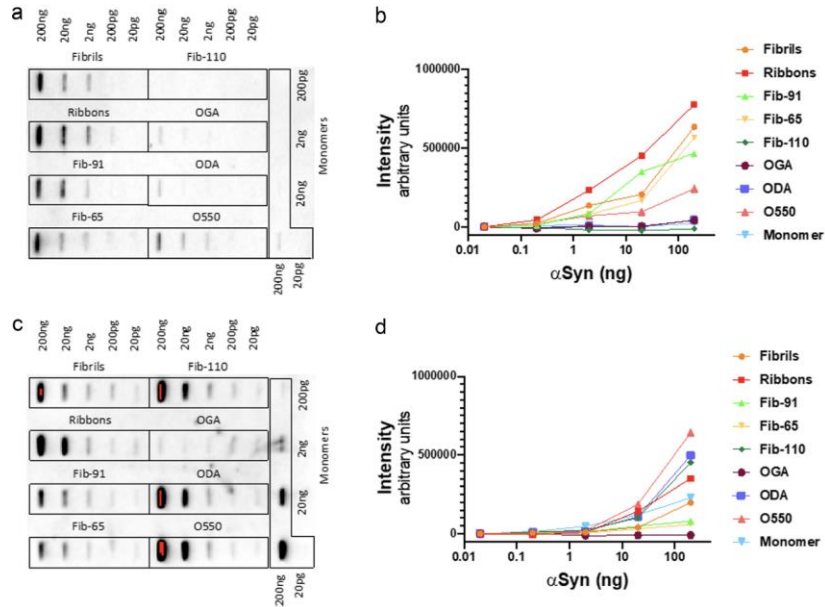 a
200ng 20ng 2ng 200pg 20pg 200ng 20ng 2ng 200pg 20pg
Fibrils Fib-110
200pg
Ribbons OGA
2ng
Monomers
Fib-91 ODA
20ng
Fib-65 O550
200ng 20pg
b
1000000
500000
0
Intensity
arbitrary units
0.01 0.1 1 10 100
αSyn (ng)
Fibrils
Ribbons
Fib-91
Fib-65
Fib-110
OGA
ODA
O550
Monomer
c
200ng 20ng 2ng 200pg 20pg 200ng 20ng 2ng 200pg 20pg
Fibrils Fib-110
200pg
Ribbons OGA
2ng
Monomers
Fib-91 ODA
20ng
Fib-65 O550
200ng 20pg
d
1000000
500000
0
Intensity
arbitrary units
0.01 0.1 1 10 100
αSyn (ng)
Fibrils
Ribbons
Fib-91
Fib-65
Fib-110
OGA
ODA
O550
Monomer